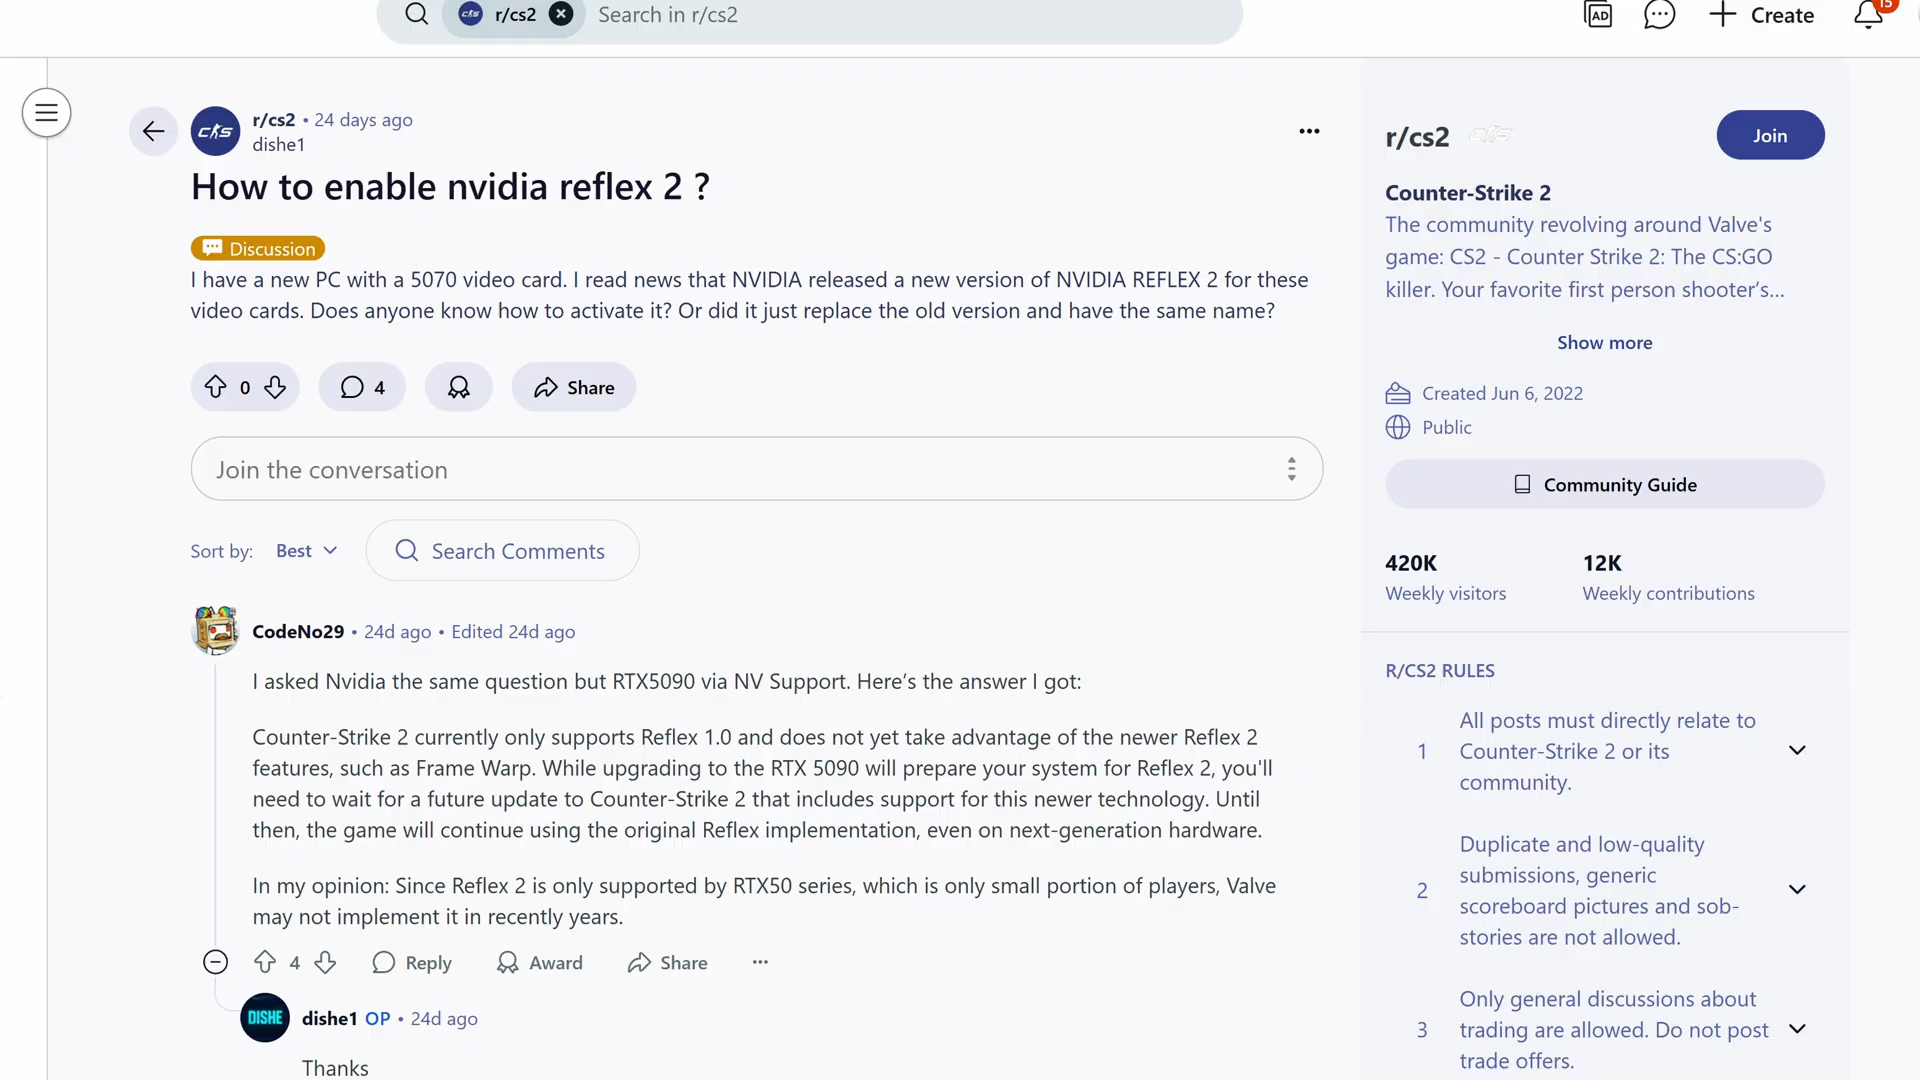 r/cs2
Search in r/cs2
AD
Create
15
r/cs2 • 24 days ago
dishe1
How to enable nvidia reflex 2 ?
Discussion
I have a new PC with a 5070 video card. I read news that NVIDIA released a new version of NVIDIA REFLEX 2 for these
video cards. Does anyone know how to activate it? Or did it just replace the old version and have the same name?
0
4
Share
Join the conversation
Sort by:
Best
Search Comments
CodeNo29 • 24d ago • Edited 24d ago
I asked Nvidia the same question but RTX5090 via NV Support. Here’s the answer I got:
Counter-Strike 2 currently only supports Reflex 1.0 and does not yet take advantage of the newer Reflex 2
features, such as Frame Warp. While upgrading to the RTX 5090 will prepare your system for Reflex 2, you'll
need to wait for a future update to Counter-Strike 2 that includes support for this newer technology. Until
then, the game will continue using the original Reflex implementation, even on next-generation hardware.
In my opinion: Since Reflex 2 is only supported by RTX50 series, which is only small portion of players, Valve
may not implement it in recently years.
4
Reply
Award
Share
DISHE
dishe1 OP • 24d ago
Thanks
r/cs2
Join
Counter-Strike 2
The community revolving around Valve's
game: CS2 - Counter Strike 2: The CS:GO
killer. Your favorite first person shooter’s...
Show more
Created Jun 6, 2022
Public
Community Guide
420K
Weekly visitors
12K
Weekly contributions
R/CS2 RULES
1
All posts must directly relate to
Counter-Strike 2 or its
community.
2
Duplicate and low-quality
submissions, generic
scoreboard pictures and sob-
stories are not allowed.
3
Only general discussions about
trading are allowed. Do not post
trade offers.